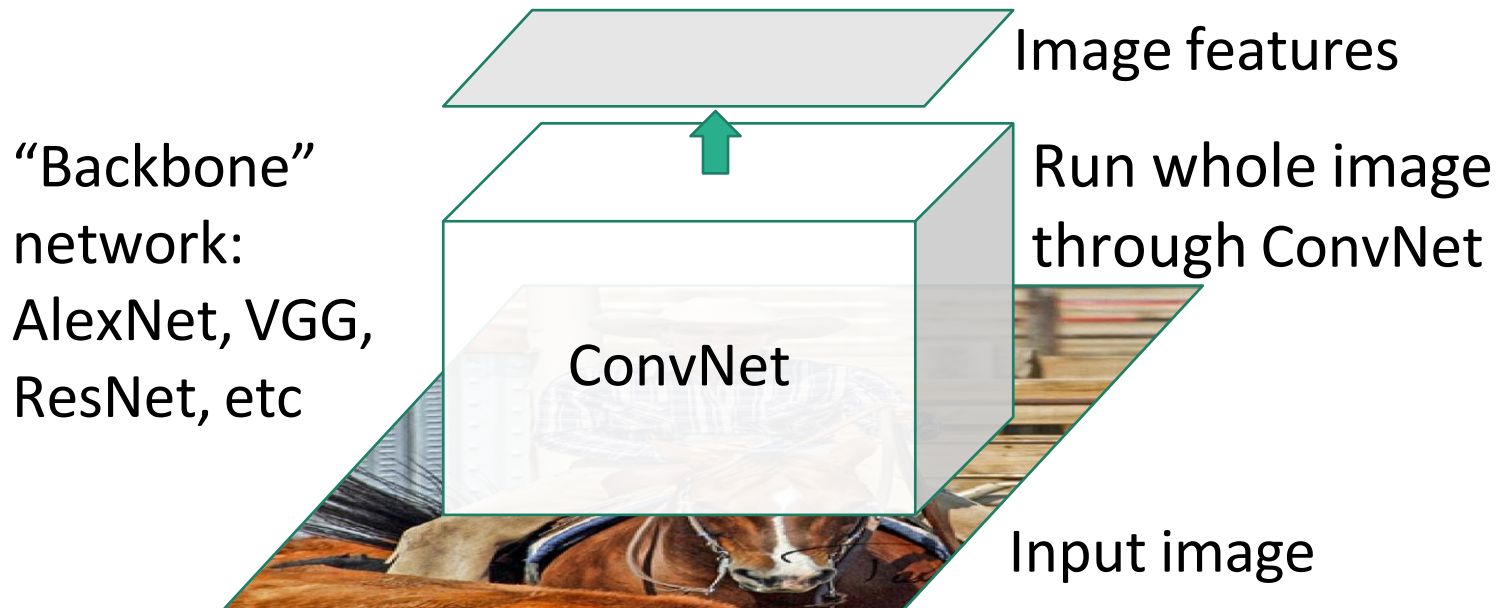 Image features
“Backbone”
network:
AlexNet, VGG,
ResNet, etc
Run whole image
through ConvNet
ConvNet
Input image